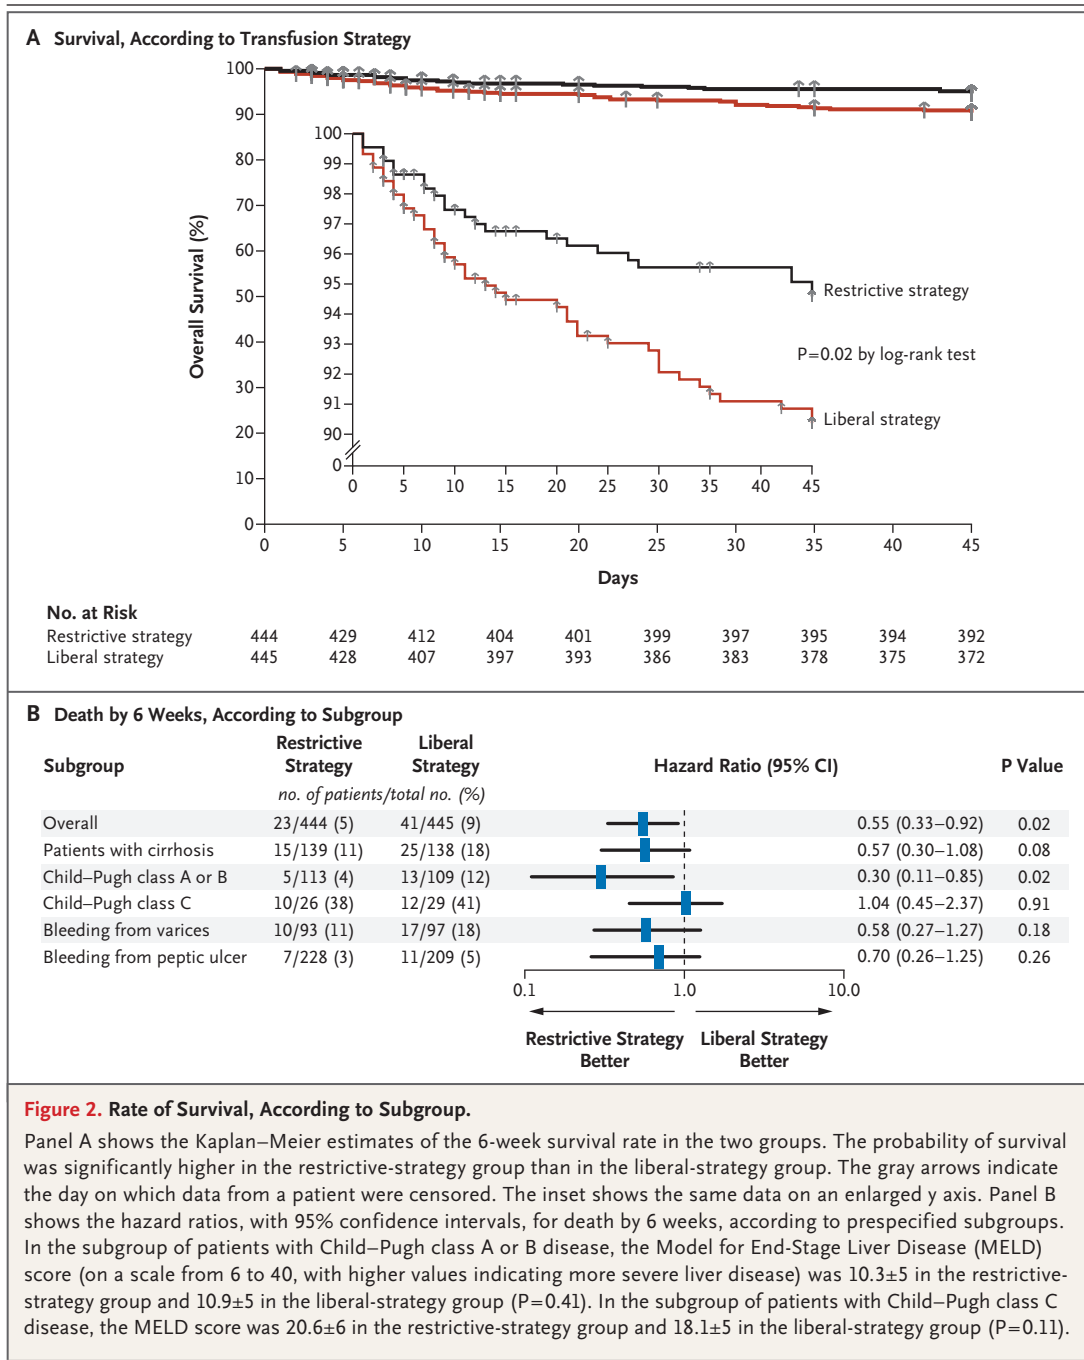 A Survival, According to Transfusion Strategy
100
90
80
70
60
50
40
30
20
10
0
Overall Survival (%)
100
99
98
97
96
95
94
93
92
91
90
0
0 5 10 15 20 25 30 35 40 45
Restrictive strategy
P=0.02 by log-rank test
Liberal strategy
0 5 10 15 20 25 30 35 40 45
Days
No. at Risk
Restrictive strategy 444 429 412 404 401 399 397 395 394 392
Liberal strategy 445 428 407 397 393 386 383 378 375 372
B Death by 6 Weeks, According to Subgroup
Subgroup Restrictive Strategy Liberal Strategy Hazard Ratio (95% CI) P Value
no. of patients/total no. (%)
Overall 23/444 (5) 41/445 (9) 0.55 (0.33–0.92) 0.02
Patients with cirrhosis 15/139 (11) 25/138 (18) 0.57 (0.30–1.08) 0.08
Child–Pugh class A or B 5/113 (4) 13/109 (12) 0.30 (0.11–0.85) 0.02
Child–Pugh class C 10/26 (38) 12/29 (41) 1.04 (0.45–2.37) 0.91
Bleeding from varices 10/93 (11) 17/97 (18) 0.58 (0.27–1.27) 0.18
Bleeding from peptic ulcer 7/228 (3) 11/209 (5) 0.70 (0.26–1.25) 0.26
0.1 1.0 10.0
Restrictive Strategy Liberal Strategy
Better Better
Figure 2. Rate of Survival, According to Subgroup.
Panel A shows the Kaplan–Meier estimates of the 6-week survival rate in the two groups. The probability of survival
was significantly higher in the restrictive-strategy group than in the liberal-strategy group. The gray arrows indicate
the day on which data from a patient were censored. The inset shows the same data on an enlarged y axis. Panel B
shows the hazard ratios, with 95% confidence intervals, for death by 6 weeks, according to prespecified subgroups.
In the subgroup of patients with Child–Pugh class A or B disease, the Model for End-Stage Liver Disease (MELD)
score (on a scale from 6 to 40, with higher values indicating more severe liver disease) was 10.3±5 in the restrictive-
strategy group and 10.9±5 in the liberal-strategy group (P=0.41). In the subgroup of patients with Child–Pugh class C
disease, the MELD score was 20.6±6 in the restrictive-strategy group and 18.1±5 in the liberal-strategy group (P=0.11).